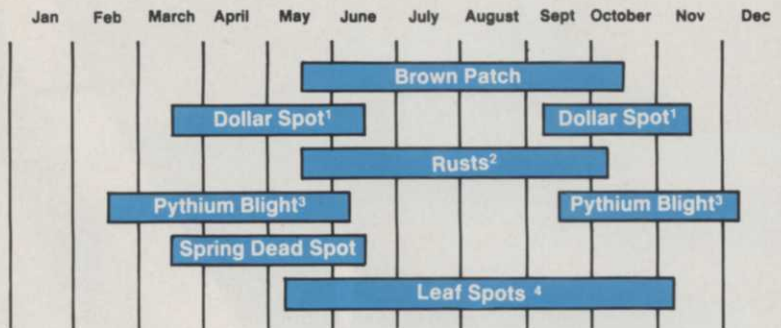 Jan Feb March April May June July August Sept October Nov Dec
Brown Patch
Dollar Spot¹ Dollar Spot¹
Rusts²
Pythium Blight³ Pythium Blight³
Spring Dead Spot
Leaf Spots ⁴